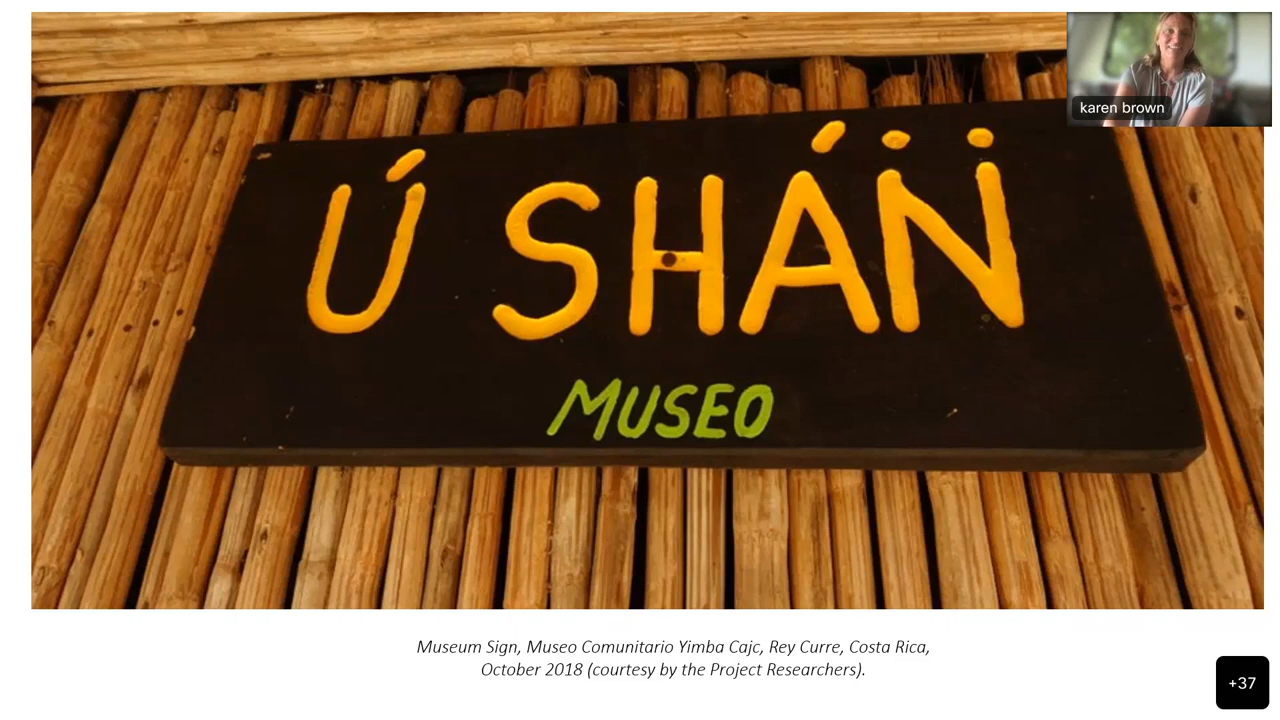 karen brown
Ú SHÁN̈
MUSEO
Museum Sign, Museo Comunitario Yimba Cajc, Rey Curre, Costa Rica,
October 2018 (courtesy by the Project Researchers).
+37